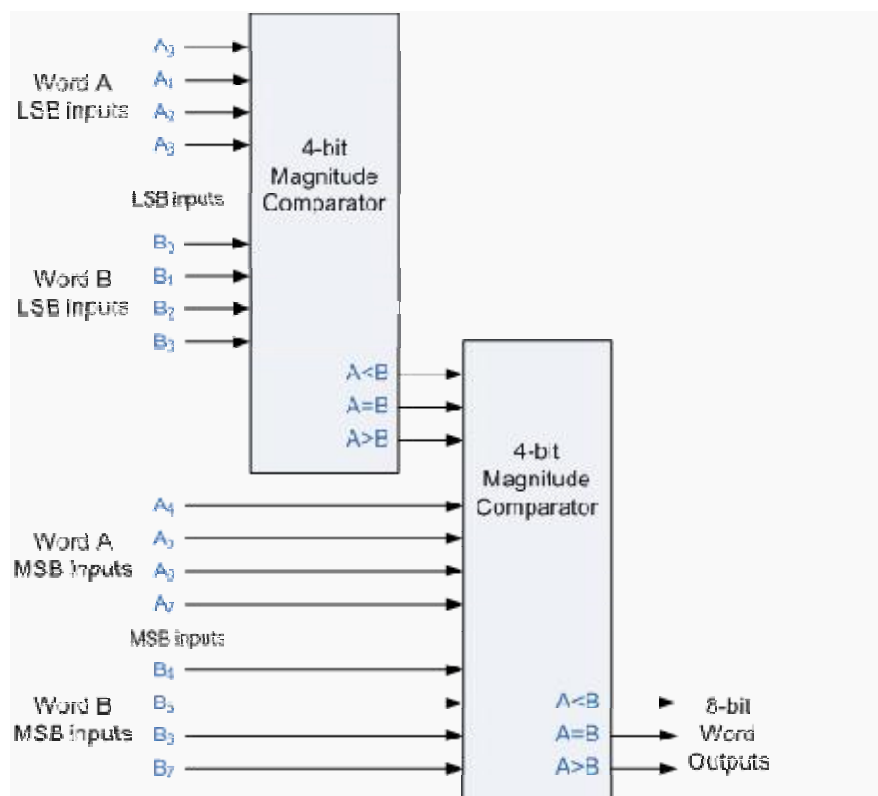 A₀
A₁
A₂
A₃
Word A
LSB inputs
4-bit
Magnitude
Comparator
LSB inputs
B₀
B₁
B₂
B₃
Word B
LSB inputs
A<B
A=B
A>B
4-bit
Magnitude
Comparator
A₄
A₅
A₆
A₇
Word A
MSB inputs
MSB inputs
B₄
B₅
B₇
Word B
MSB inputs
A<B
A=B
A>B
8-bit
Word
Outputs